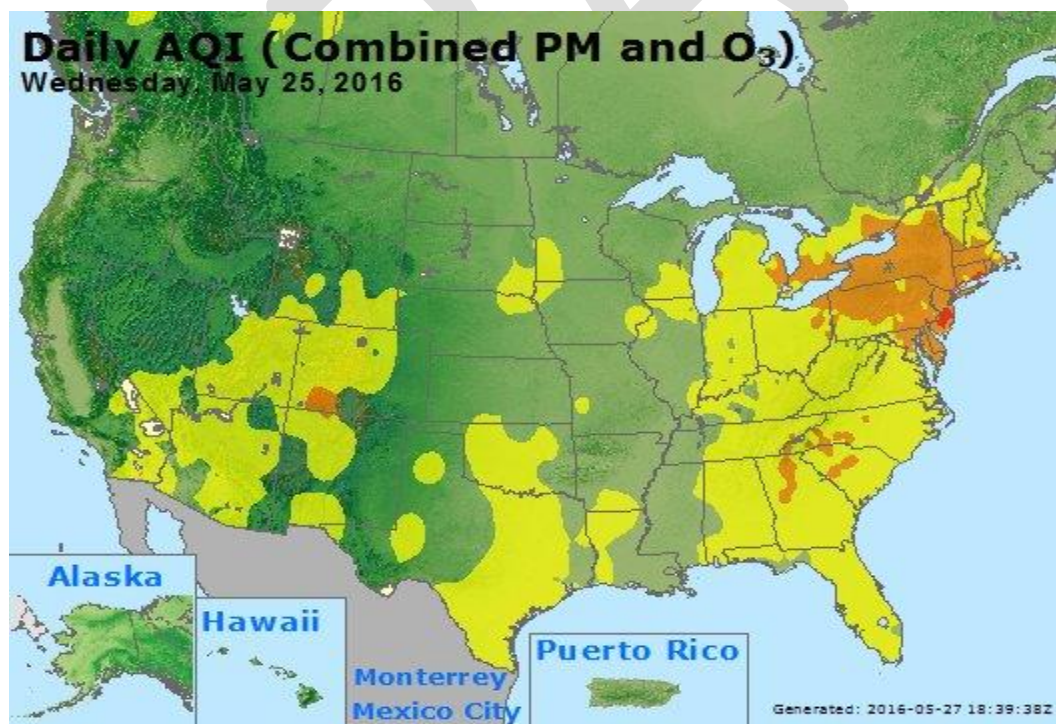 Daily AQI (Combined PM and O₃)
Wednesday, May 25, 2016
Alaska
Hawaii
Monterrey
Mexico City
Puerto Rico
Generated: 2016-05-27 18:39:38Z